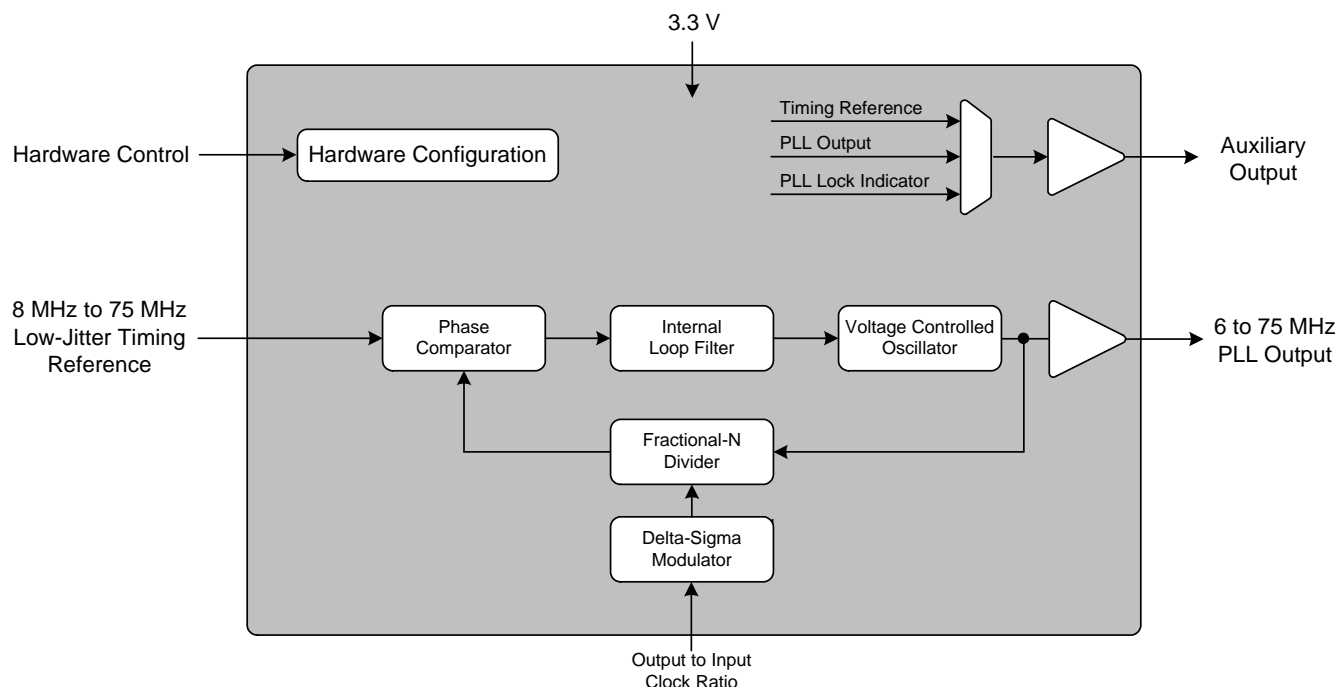 3.3 V
Timing Reference
PLL Output
PLL Lock Indicator
Hardware Control
Hardware Configuration
Auxiliary
Output
8 MHz to 75 MHz
Low-Jitter Timing
Reference
Phase
Comparator
Internal
Loop Filter
Voltage Controlled
Oscillator
6 to 75 MHz
PLL Output
Fractional-N
Divider
Delta-Sigma
Modulator
Output to Input
Clock Ratio